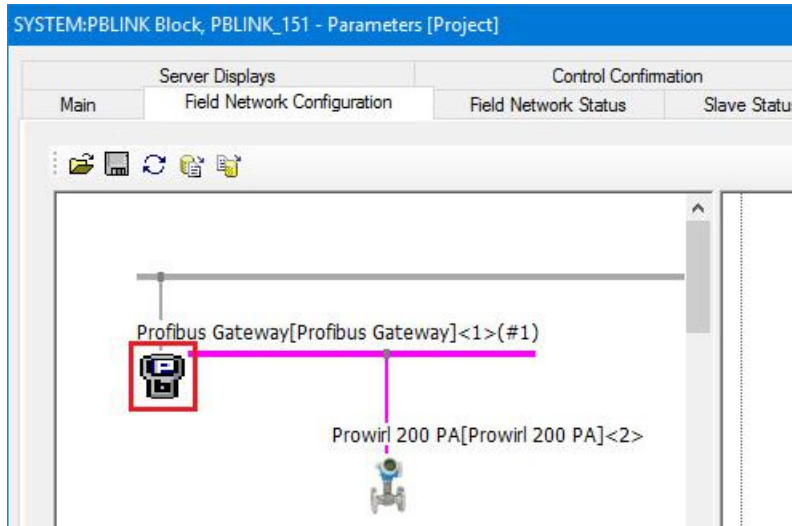 SYSTEM:PBLINK Block, PBLINK_151 - Parameters [Project]
Server Displays Control Confirmation
Main Field Network Configuration Field Network Status Slave Statu
Profibus Gateway[Profibus Gateway]<1>(#1)
P
Prowirl 200 PA[Prowirl 200 PA]<2>